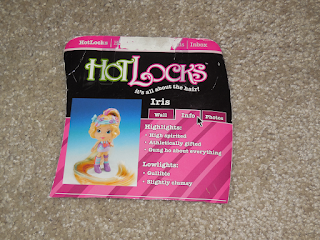 HotLocks
Inbox
HOTLOCKS
it's all about the hair!
Iris
Wall Info Photos
Highlights:
• High spirited
• Athletically gifted
• Gung ho about everything
Lowlights:
• Gullible
• Slightly clumsy